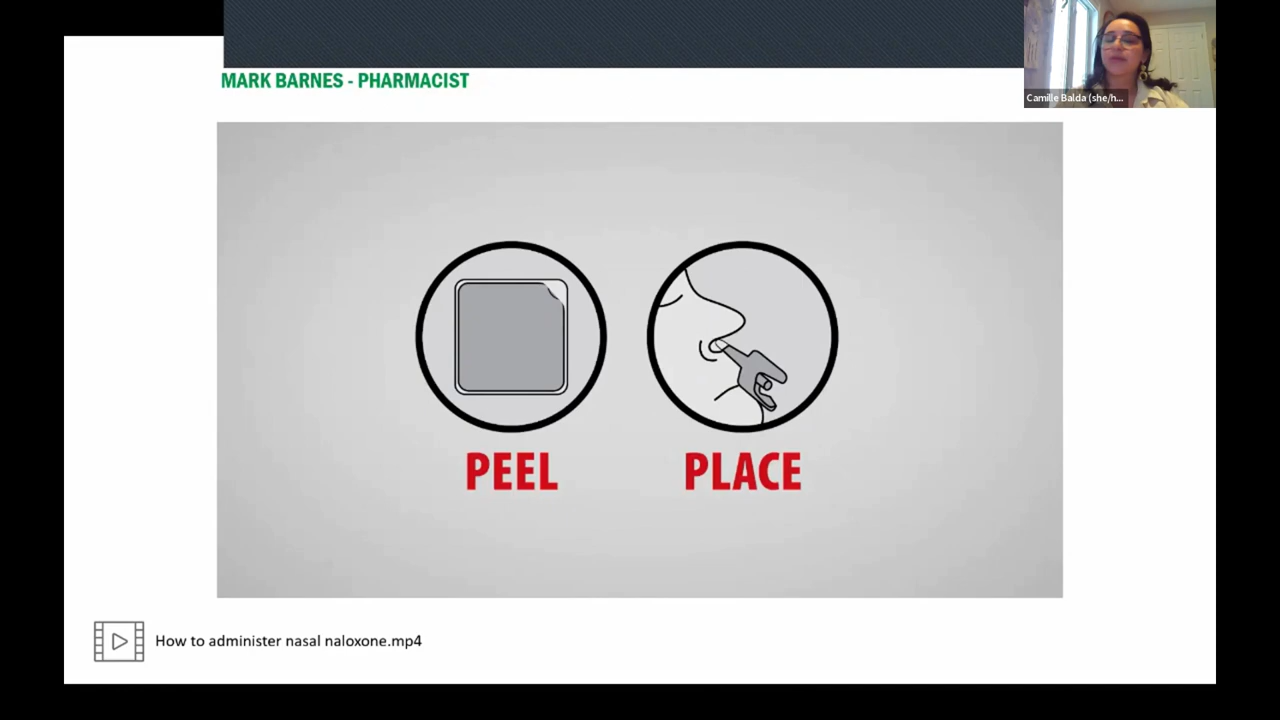 MARK BARNES - PHARMACIST
Camille Balda (she/h...
PEEL
PLACE
How to administer nasal naloxone.mp4